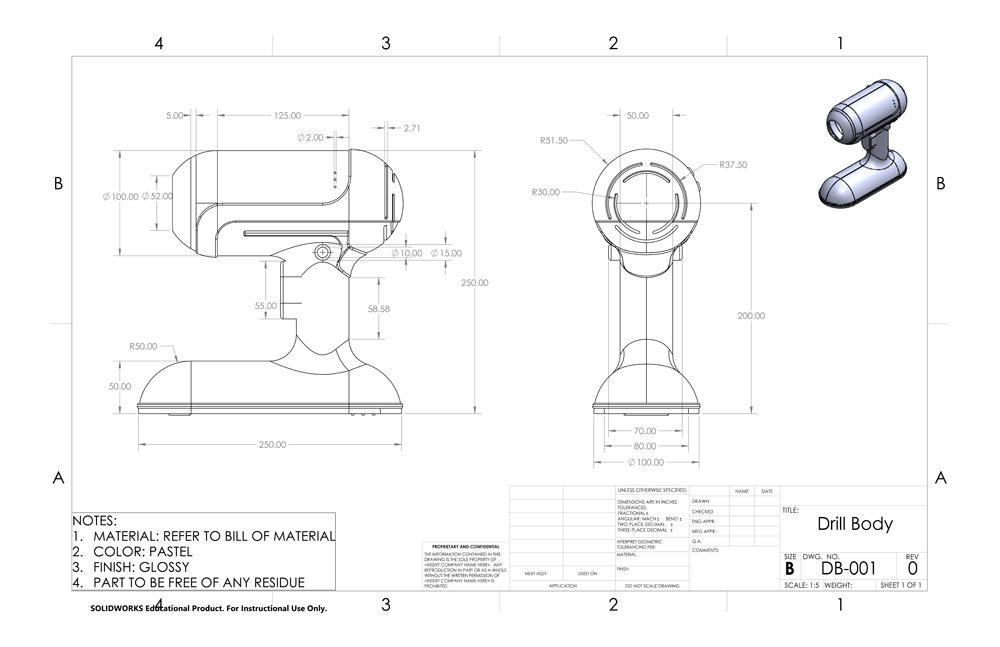 4 3 2 1
B B
A A
5.00
125.00
∅2.00
2.71
∅100.00
∅52.00
∅10.00
∅15.00
250.00
55.00
58.58
R50.00
50.00
250.00
50.00
R51.50
R37.50
R30.00
200.00
70.00
80.00
∅100.00
NOTES:
1. MATERIAL: REFER TO BILL OF MATERIAL
2. COLOR: PASTEL
3. FINISH: GLOSSY
4. PART TO BE FREE OF ANY RESIDUE
SOLIDWORKS Educational Product. For Instructional Use Only.
PROPRIETARY AND CONFIDENTIAL
THE INFORMATION CONTAINED IN THIS
DRAWING IS THE SOLE PROPERTY OF
<INSERT COMPANY NAME HERE>. ANY
REPRODUCTION IN PART OR AS A WHOLE
WITHOUT THE WRITTEN PERMISSION OF
<INSERT COMPANY NAME HERE> IS
PROHIBITED.
NEXT ASSY USED ON
APPLICATION
UNLESS OTHERWISE SPECIFIED:
DIMENSIONS ARE IN INCHES
TOLERANCES:
FRACTIONAL ±
ANGULAR: MACH ± BEND ±
TWO PLACE DECIMAL ±
THREE PLACE DECIMAL ±
INTERPRET GEOMETRIC
TOLERANCING PER:
MATERIAL
FINISH
DO NOT SCALE DRAWING
NAME DATE
DRAWN
CHECKED
ENG APPR.
MFG APPR.
Q.A.
COMMENTS:
TITLE:
Drill Body
SIZE DWG. NO. REV
B DB-001 0
SCALE: 1:5 WEIGHT: SHEET 1 OF 1
4 3 2 1